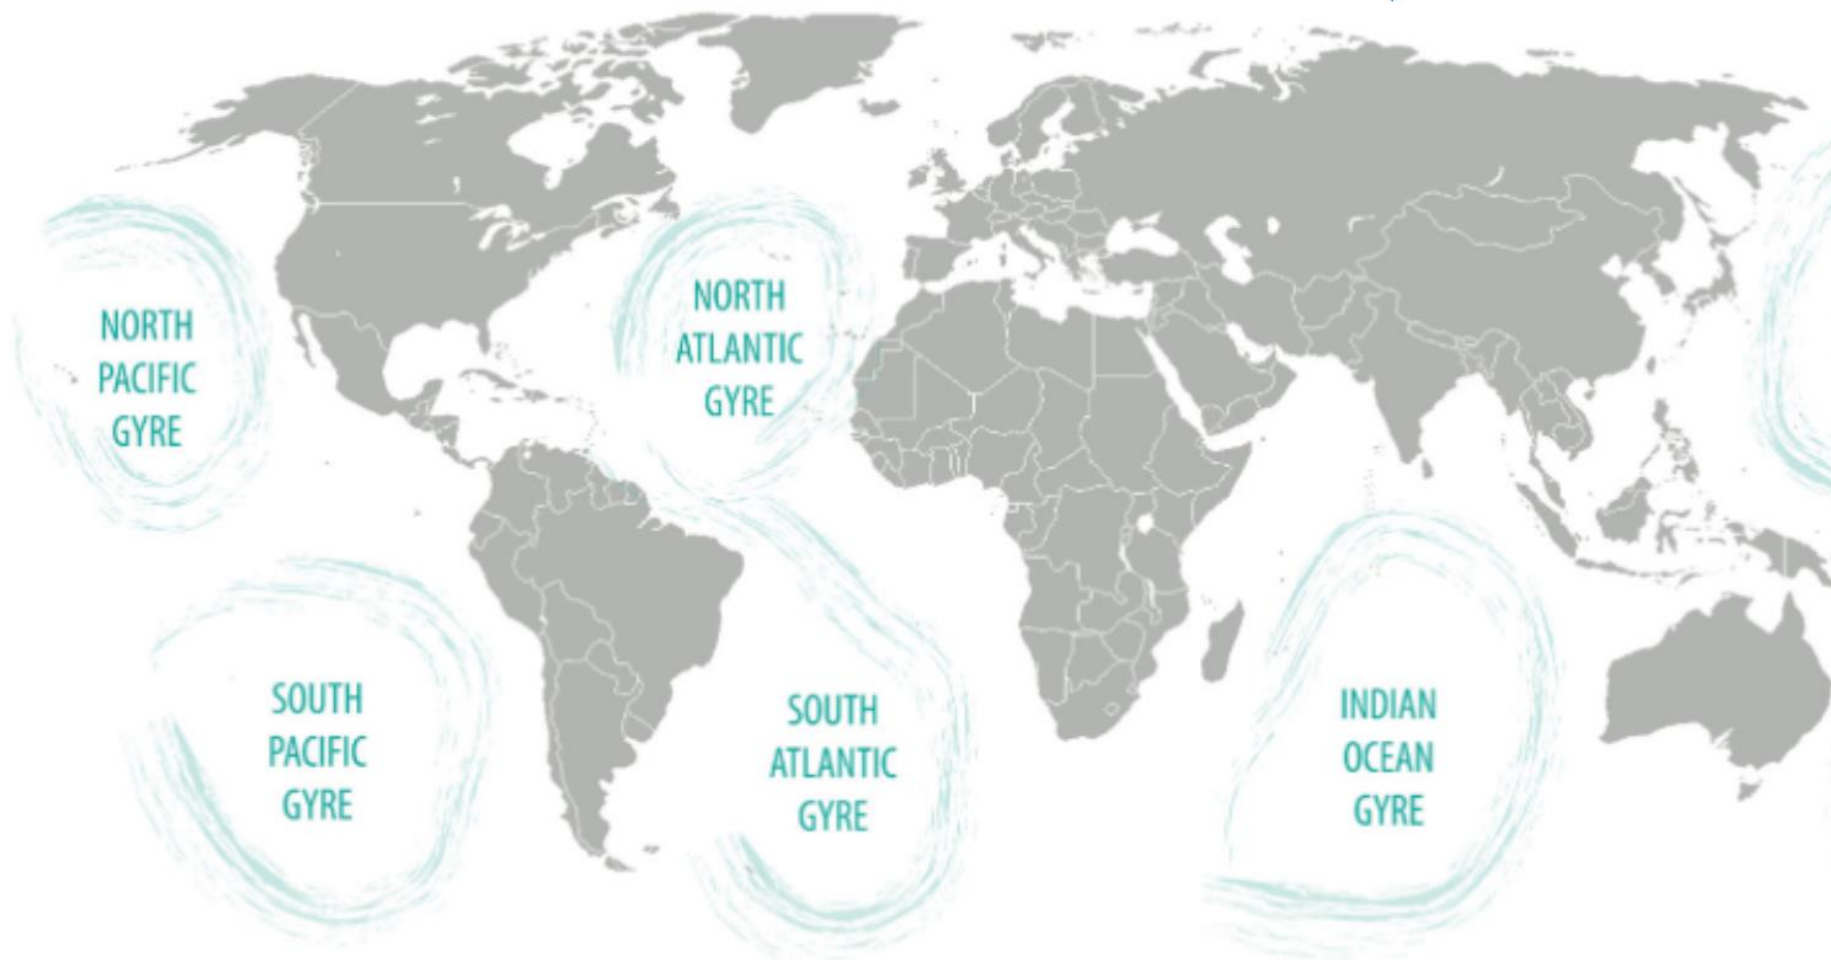 NORTH
PACIFIC
GYRE
NORTH
ATLANTIC
GYRE
SOUTH
PACIFIC
GYRE
SOUTH
ATLANTIC
GYRE
INDIAN
OCEAN
GYRE